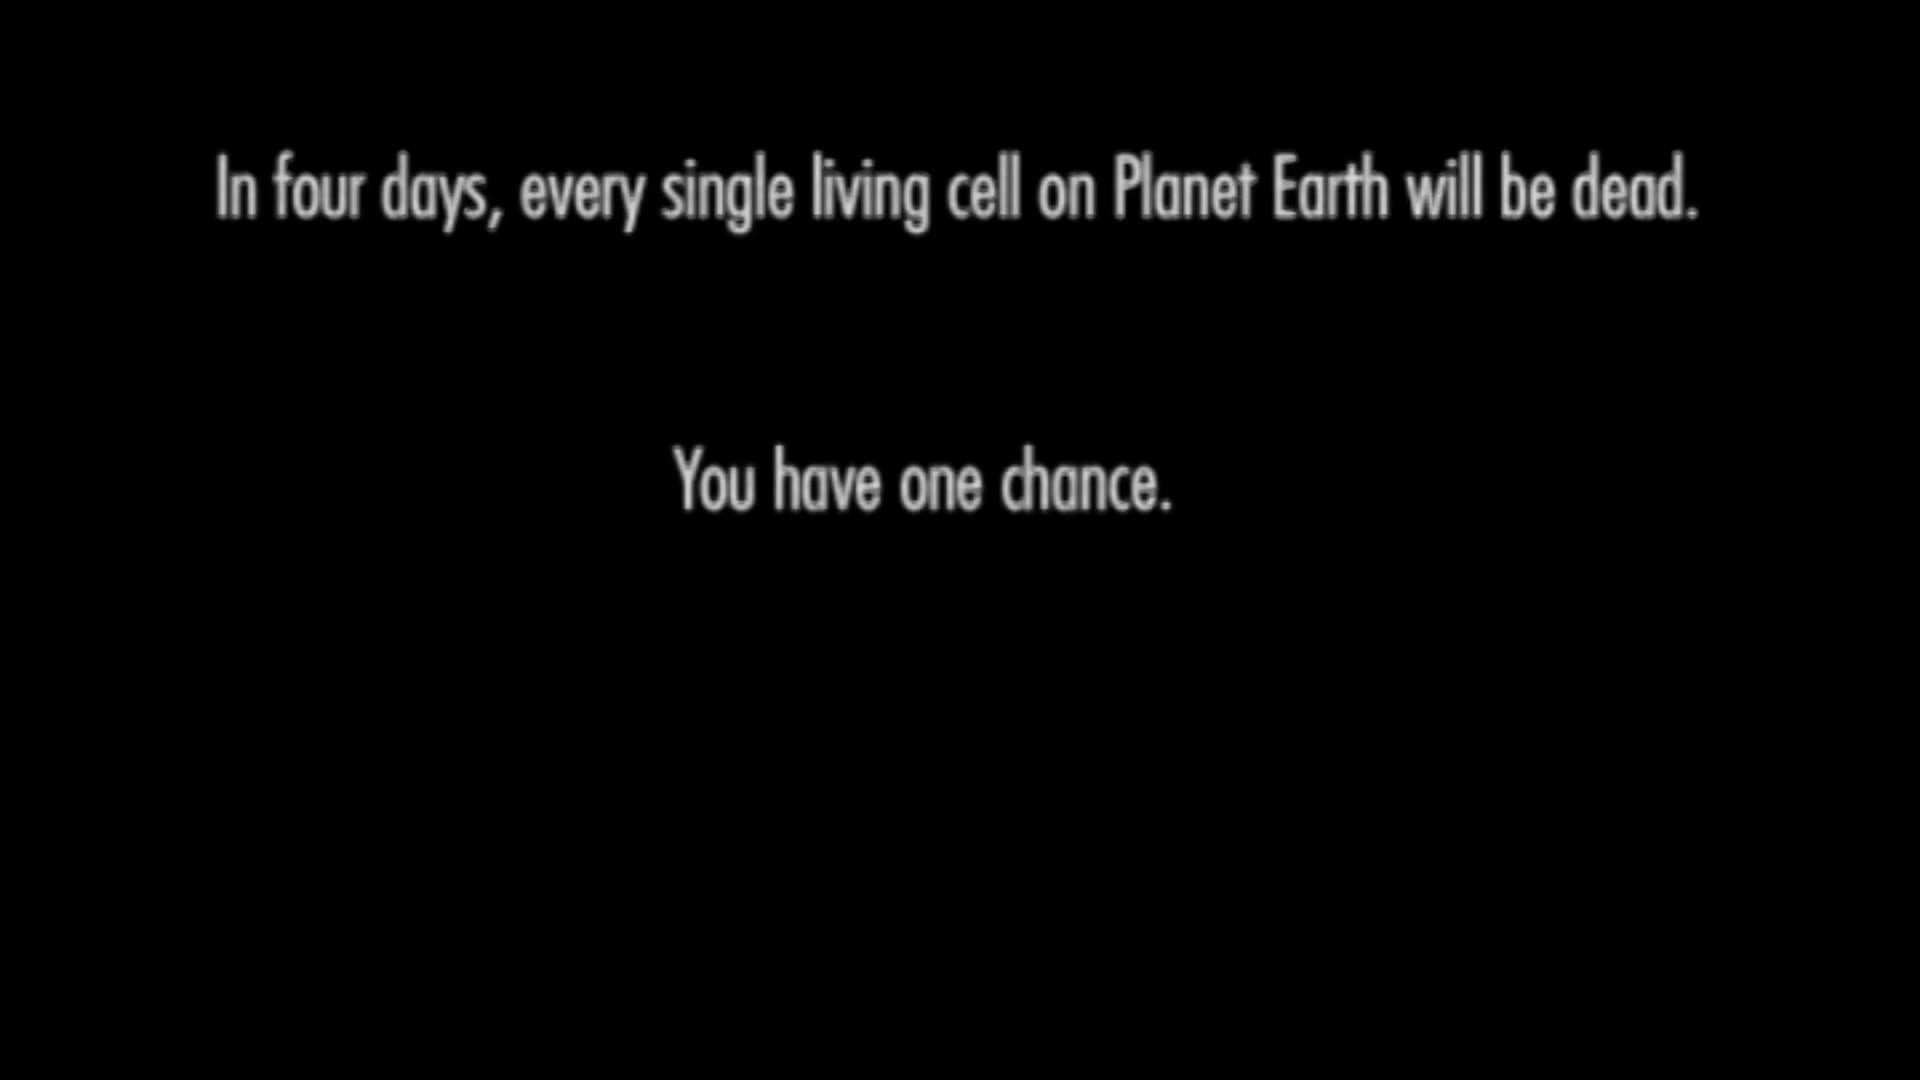 In four days, every single living cell on Planet Earth will be dead.
You have one chance.